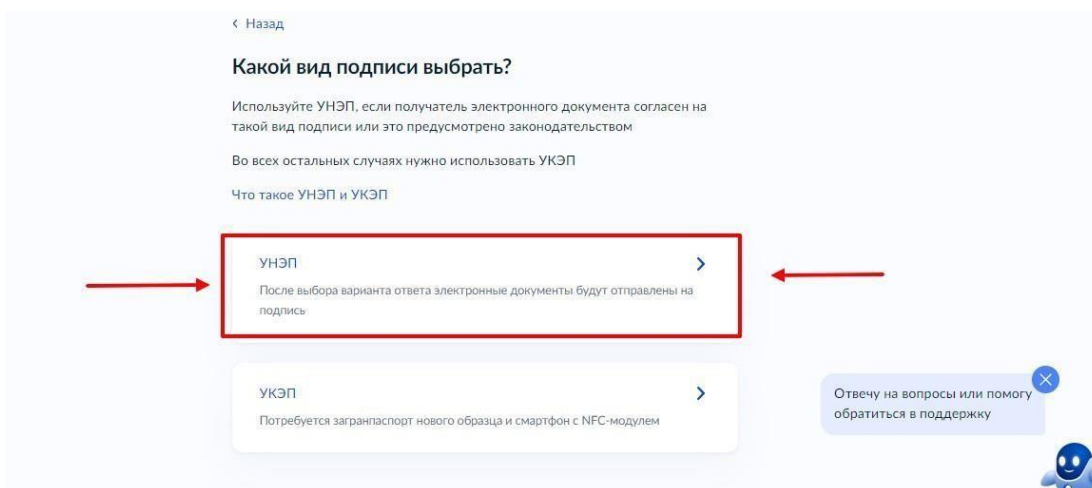 Назад
Какой вид подписи выбрать?
Используйте УНЭП, если получатель электронного документа согласен на
такой вид подписи или это предусмотрено законодательством
Во всех остальных случаях нужно использовать УКЭП
Что такое УНЭП и УКЭП
УНЭП
После выбора варианта ответа электронные документы будут отправлены на
подпись
УКЭП
Потребуется загранпаспорт нового образца и смартфон с NFC-модулем
Отвечу на вопросы или помогу
обратиться в поддержку